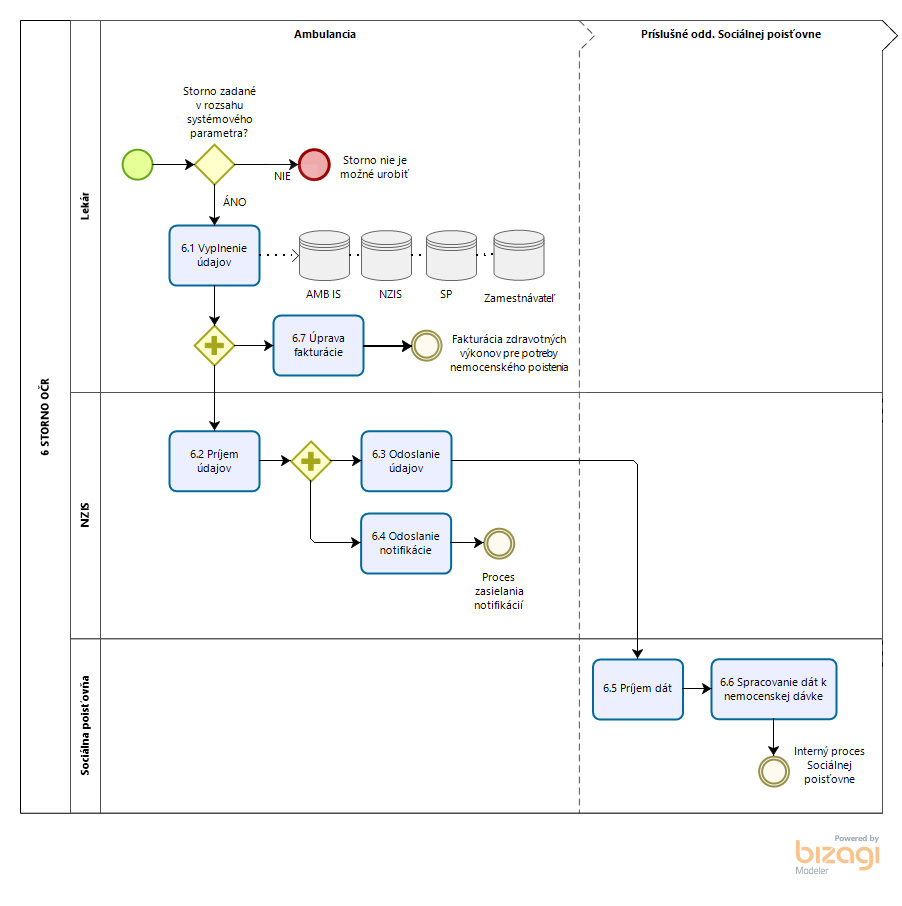 Ambulancia
Príslušné odd. Sociálnej poisťovne
6 STORNO OČR
Lekár
Storno zadané
v rozsahu
systémového
parametra?
NIE
Storno nie je
možné urobiť
ÁNO
6.1 Vyplnenie
údajov
AMB IS
NZIS
SP
Zamestnávateľ
6.7 Úprava
fakturácie
Fakturácia zdravotných
výkonov pre potreby
nemocenského poistenia
NZIS
6.2 Príjem
údajov
6.3 Odoslanie
údajov
6.4 Odoslanie
notifikácie
Proces
zasielania
notifikácií
Sociálna poisťovňa
6.5 Príjem dát
6.6 Spracovanie dát k
nemocenskej dávke
Interný proces
Sociálnej
poisťovne
Powered by
bizagi
Modeler